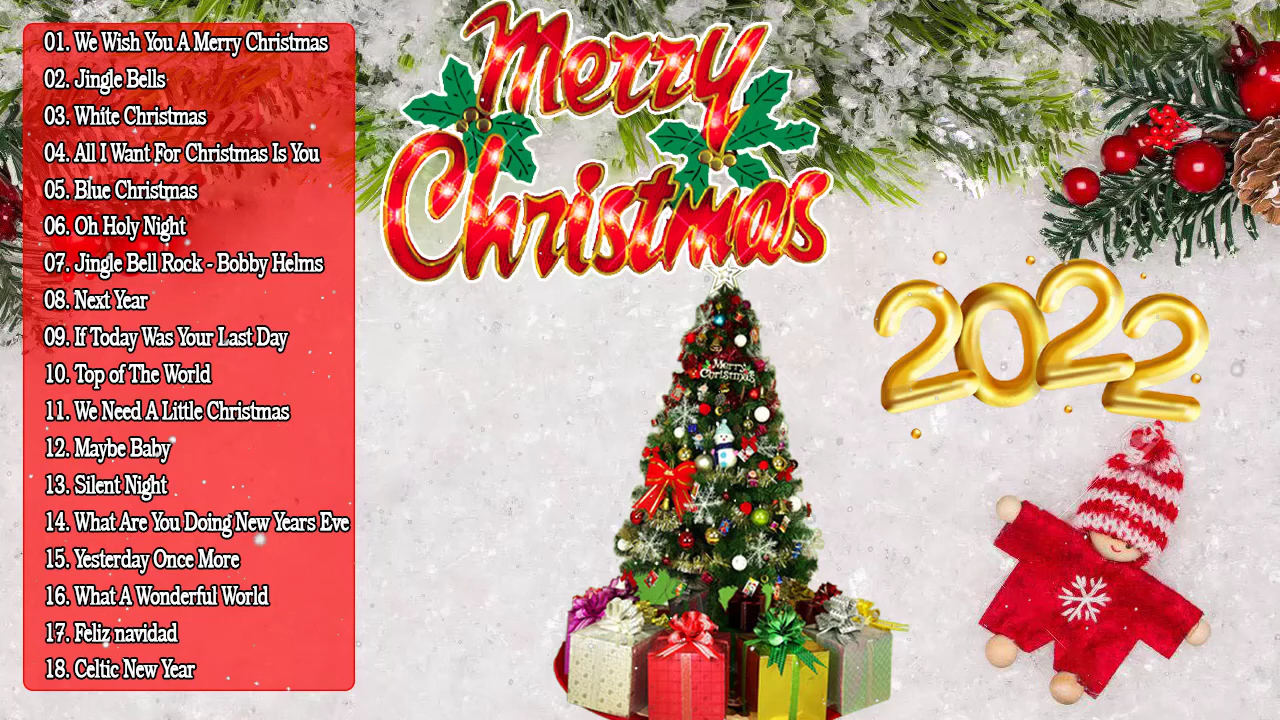 01. We Wish You A Merry Christmas
02. Jingle Bells
03. White Christmas
04. All I Want For Christmas Is You
05. Blue Christmas
06. Oh Holy Night
07. Jingle Bell Rock - Bobby Helms
08. Next Year
09. If Today Was Your Last Day
10. Top of The World
11. We Need A Little Christmas
12. Maybe Baby
13. Silent Night
14. What Are You Doing New Years Eve
15. Yesterday Once More
16. What A Wonderful World
17. Feliz navidad
18. Celtic New Year
Merry
Christmas
Merry
Christmas
2022